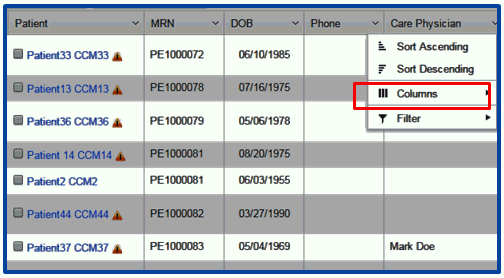 Patient MRN DOB Phone Care Physician
Patient33 CCM33 PE1000072 06/10/1985
Sort Ascending
Sort Descending
Patient13 CCM13 PE1000078 07/16/1975
Columns
Patient36 CCM36 PE1000079 05/06/1978
Filter
Patient 14 CCM14 PE1000081 08/20/1975
Patient2 CCM2 PE1000081 06/03/1955
Patient44 CCM44 PE1000082 03/27/1990
Patient37 CCM37 PE1000083 05/04/1969 Mark Doe